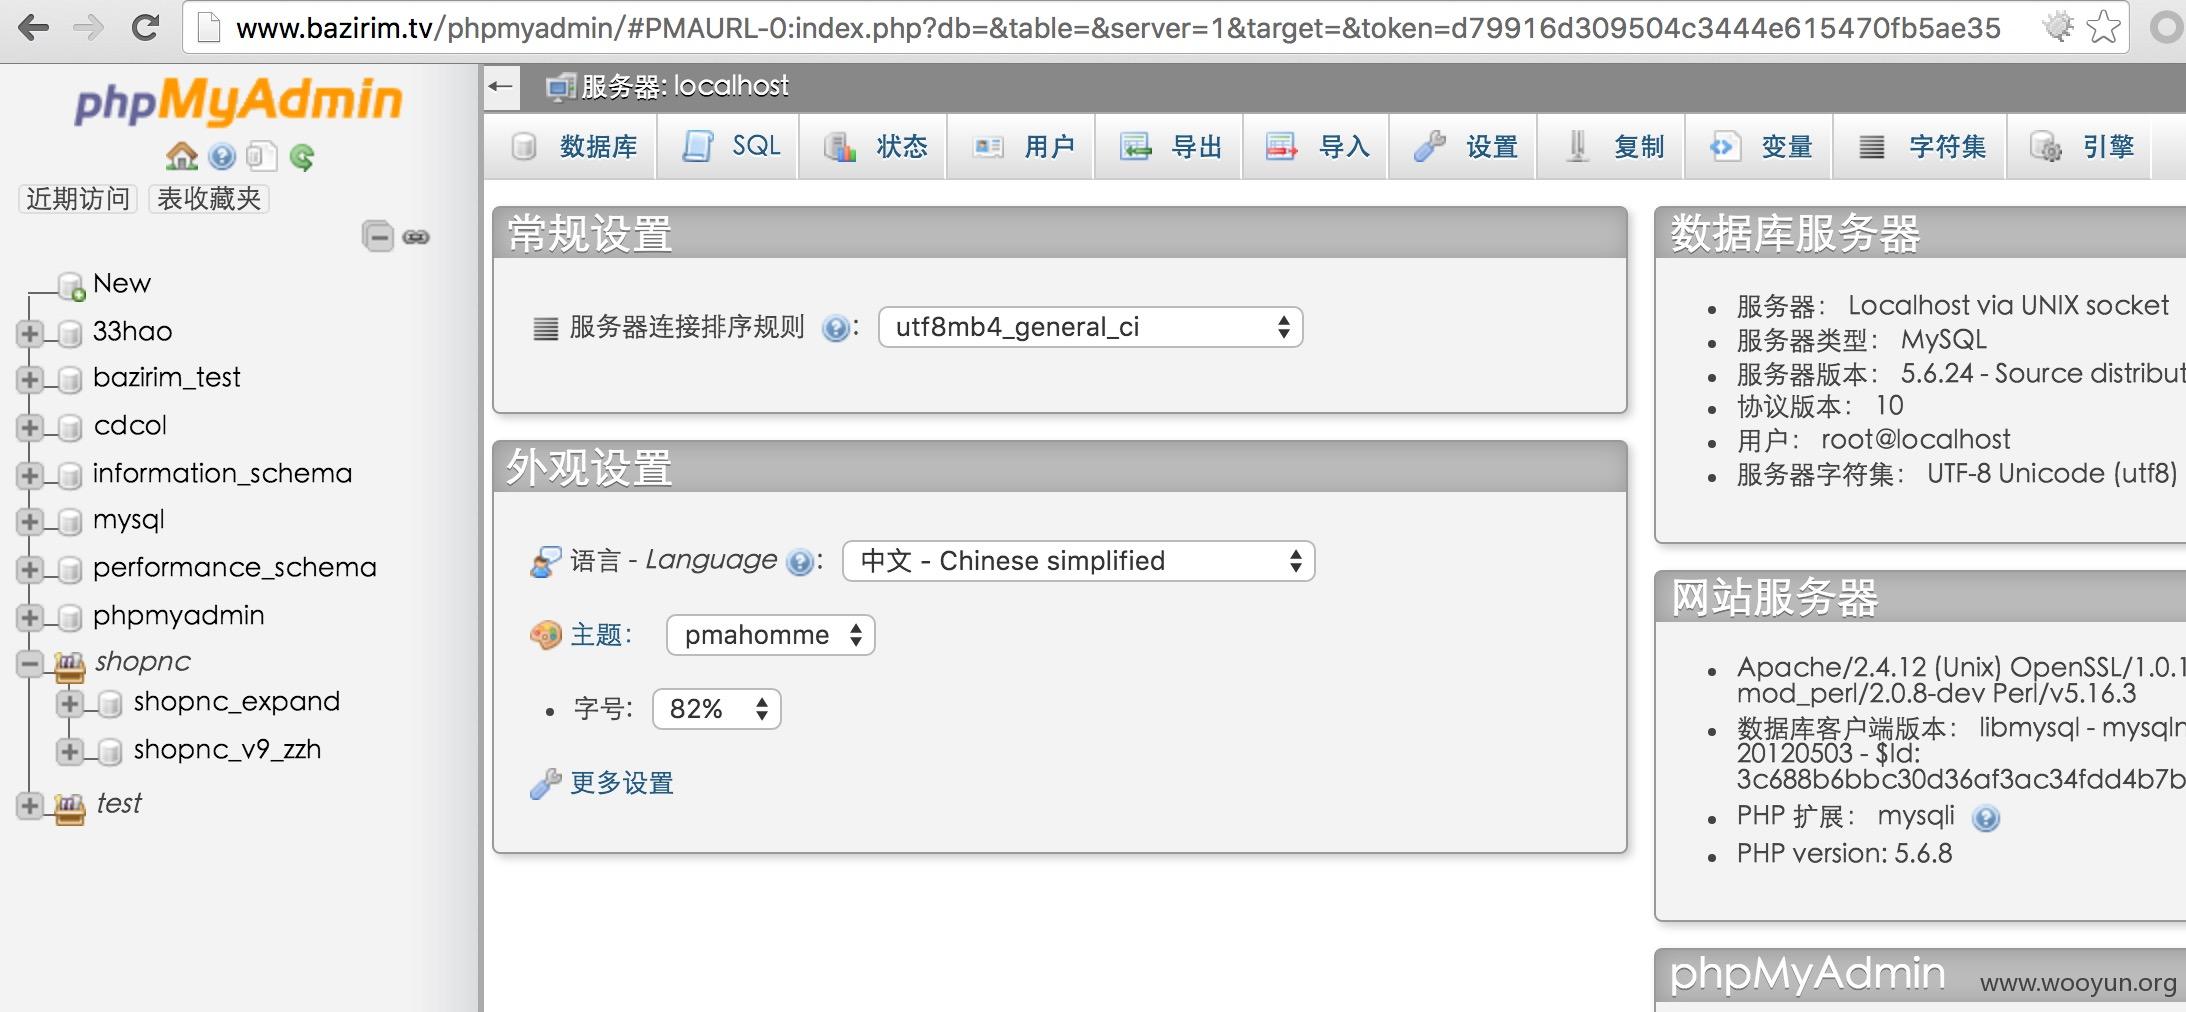 www.bazirim.tv/phpmyadmin/#PMAURL-0:index.php?db=&table=&server=1&target=&token=d79916d309504c3444e615470fb5ae35
phpMyAdmin
近期访问 表收藏夹
New
33hao
bazirim_test
cdcol
information_schema
mysql
performance_schema
phpmyadmin
shopnc
shopnc_expand
shopnc_v9_zzh
test
服务器: localhost
数据库 SQL 状态 用户 导出 导入 设置 复制 变量 字符集 引擎
常规设置
服务器连接排序规则 : utf8mb4_general_ci
外观设置
语言 - Language : 中文 - Chinese simplified
主题: pmahomme
字号: 82%
更多设置
数据库服务器
服务器: Localhost via UNIX socket
服务器类型: MySQL
服务器版本: 5.6.24 - Source distribut
协议版本: 10
用户: root@localhost
服务器字符集: UTF-8 Unicode (utf8)
网站服务器
Apache/2.4.12 (Unix) OpenSSL/1.0.1
mod_perl/2.0.8-dev Perl/v5.16.3
数据库客户端版本: libmysql - mysqln
20120503 - $Id:
3c688b6bbc30d36af3ac34fdd4b7b
PHP 扩展: mysqli
PHP version: 5.6.8
phpMyAdmin
www.wooyun.org